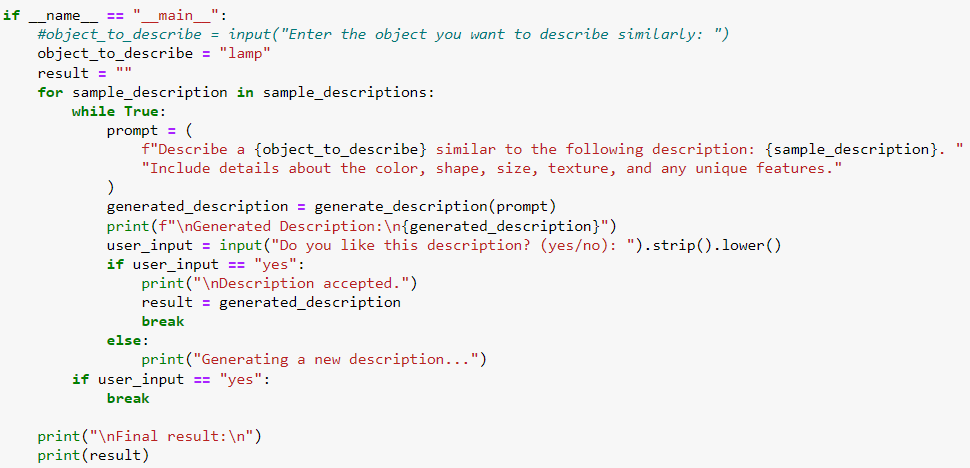 if __name__ == "__main__":
    #object_to_describe = input("Enter the object you want to describe similarly: ")
    object_to_describe = "lamp"
    result = ""
    for sample_description in sample_descriptions:
        while True:
            prompt = (
                f"Describe a {object_to_describe} similar to the following description: {sample_description}. "
                "Include details about the color, shape, size, texture, and any unique features."
            )
            generated_description = generate_description(prompt)
            print(f"\nGenerated Description:\n{generated_description}")
            user_input = input("Do you like this description? (yes/no): ").strip().lower()
            if user_input == "yes":
                print("\nDescription accepted.")
                result = generated_description
                break
            else:
                print("Generating a new description...")
        if user_input == "yes":
            break

    print("\nFinal result:\n")
    print(result)